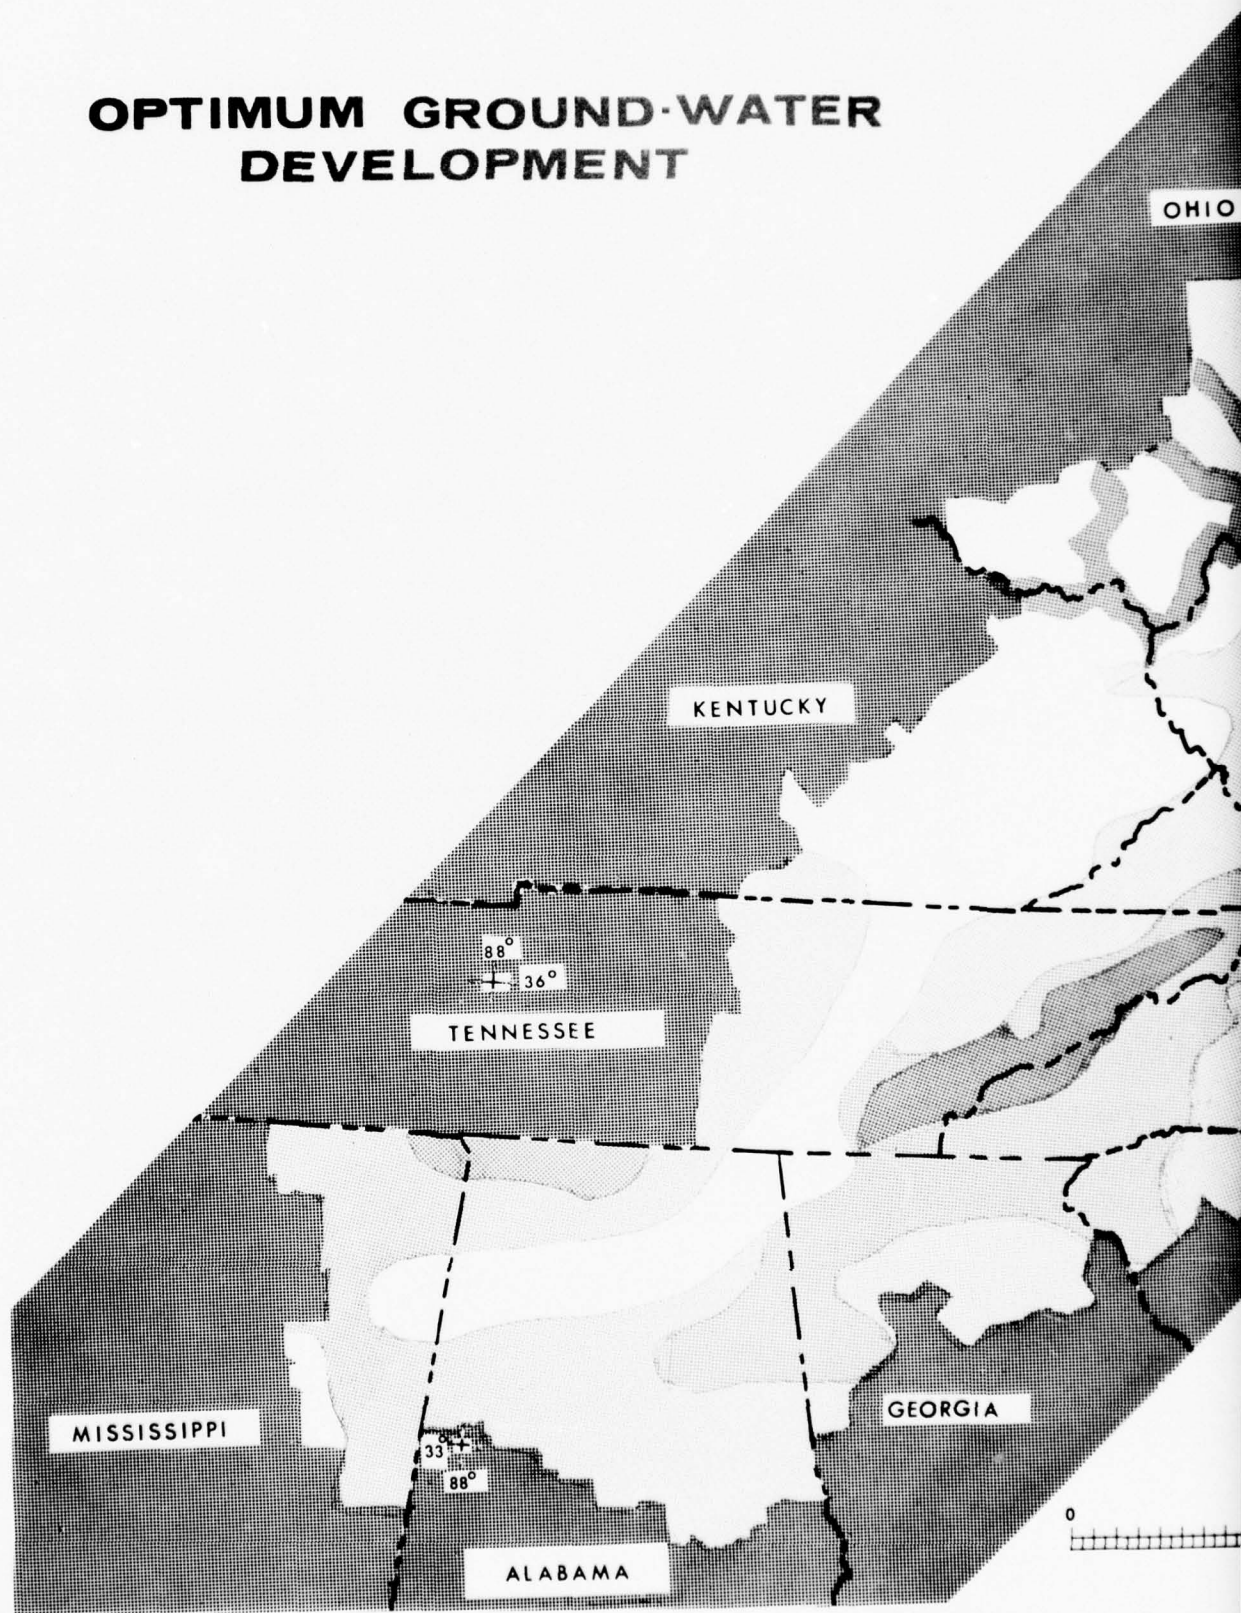 OPTIMUM GROUND-WATER
DEVELOPMENT
OHIO
KENTUCKY
88°
36°
TENNESSEE
MISSISSIPPI
GEORGIA
33°
88°
0
ALABAMA